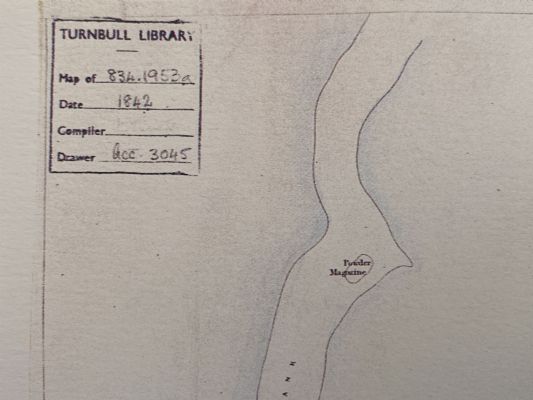 TURNBULL LIBRARY
Map of 834.1953a
Date 1842
Compiler
Drawer Acc. 3045
Powder
Magazine
N
N
A